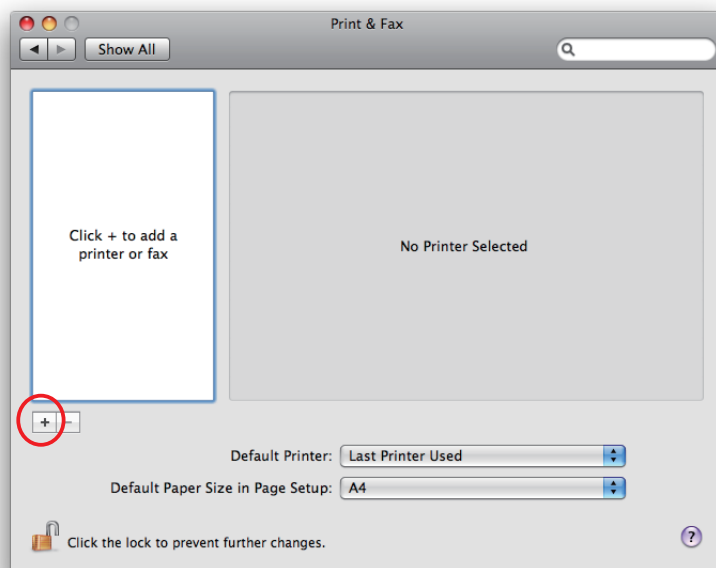 Print & Fax
Show All
Click + to add a
printer or fax
No Printer Selected
+ −
Default Printer: Last Printer Used
Default Paper Size in Page Setup: A4
Click the lock to prevent further changes.
?